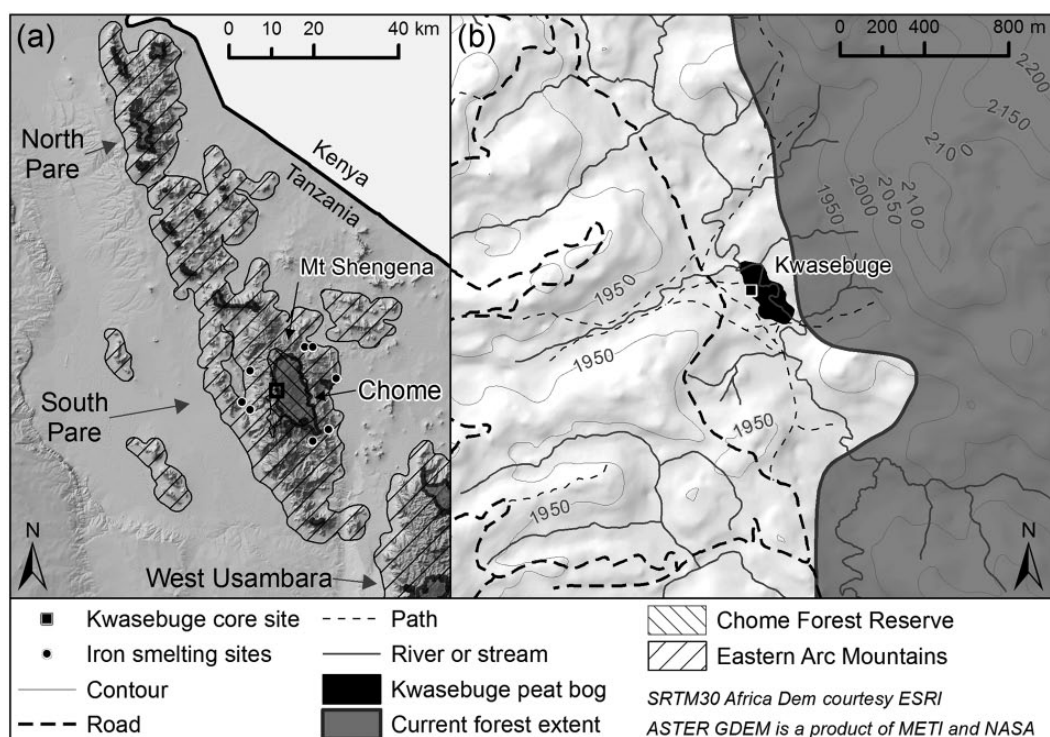 (a)
0 10 20 40 km
North
Pare
Kenya
Tanzania
Mt Shengena
Chome
South
Pare
West Usambara
N
(b)
0 200 400 800 m
2200
2150
2100
2100
2050
2000
1950
Kwasebuge
1950
1950
1950
1950
N
Kwasebuge core site
Iron smelting sites
Contour
Road
Path
River or stream
Kwasebuge peat bog
Current forest extent
Chome Forest Reserve
Eastern Arc Mountains
SRTM30 Africa Dem courtesy ESRI
ASTER GDEM is a product of METI and NASA